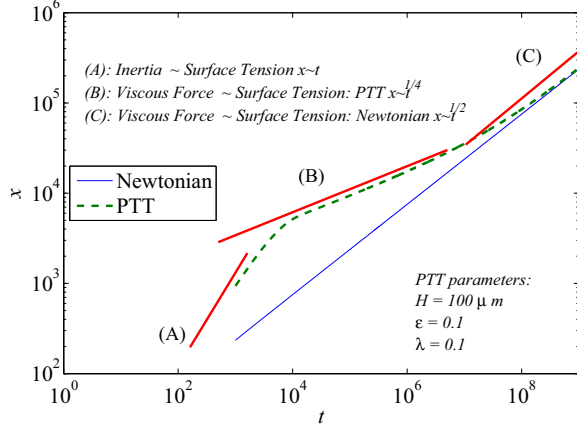 10^6
(A): Inertia ~ Surface Tension x~t
(B): Viscous Force ~ Surface Tension: PTT x~t^1/4
(C): Viscous Force ~ Surface Tension: Newtonian x~t^1/2
(C)
10^5
x
Newtonian
PTT
(B)
10^4
10^3
PTT parameters:
H = 100 μ m
ε = 0.1
λ = 0.1
(A)
10^2
10^0 10^2 10^4 10^6 10^8
t